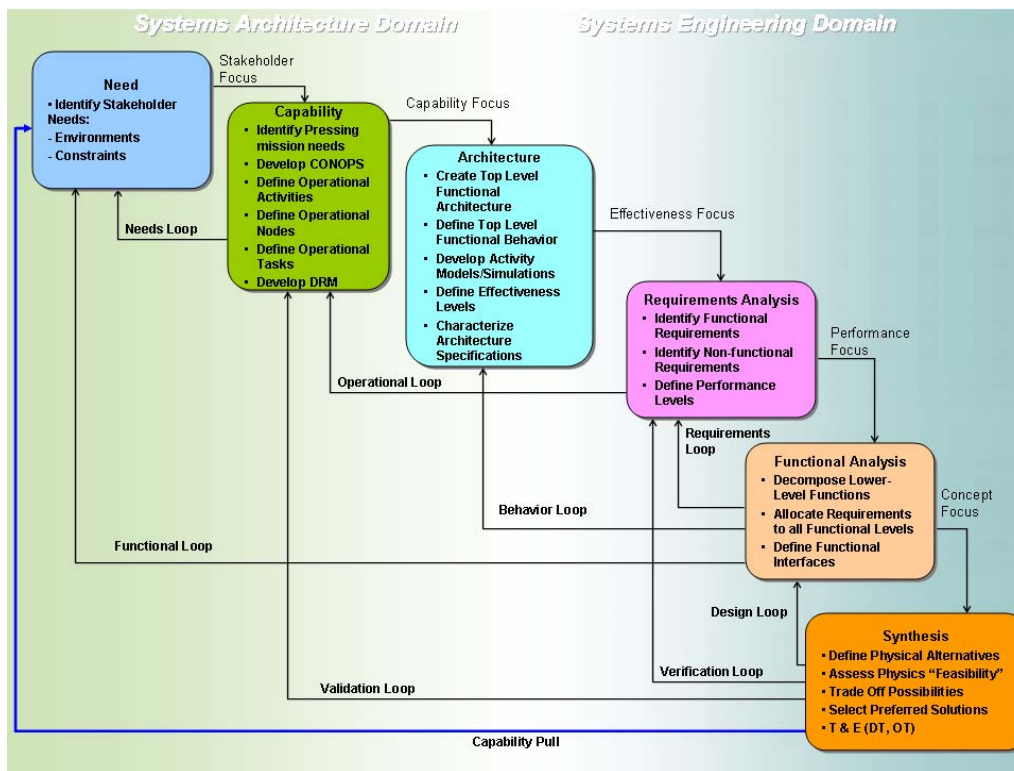 Systems Architecture Domain
Systems Engineering Domain
Need
▪ Identify Stakeholder
Needs:
- Environments
- Constraints
Stakeholder
Focus
Capability
▪ Identify Pressing
mission needs
▪ Develop CONOPS
▪ Define Operational
Activities
▪ Define Operational
Nodes
▪ Define Operational
Tasks
▪ Develop DRM
Capability Focus
Needs Loop
Architecture
▪ Create Top Level
Functional
Architecture
▪ Define Top Level
Functional Behavior
▪ Develop Activity
Models/Simulations
▪ Define Effectiveness
Levels
▪ Characterize
Architecture
Specifications
Effectiveness Focus
Operational Loop
Requirements Analysis
▪ Identify Functional
Requirements
▪ Identify Non-functional
Requirements
▪ Define Performance
Levels
Performance
Focus
Requirements
Loop
Functional Analysis
▪ Decompose Lower-
Level Functions
▪ Allocate Requirements
to all Functional Levels
▪ Define Functional
Interfaces
Concept
Focus
Behavior Loop
Functional Loop
Design Loop
Synthesis
▪ Define Physical Alternatives
▪ Assess Physics “Feasibility”
▪ Trade Off Possibilities
▪ Select Preferred Solutions
▪ T & E (DT, OT)
Verification Loop
Validation Loop
Capability Pull